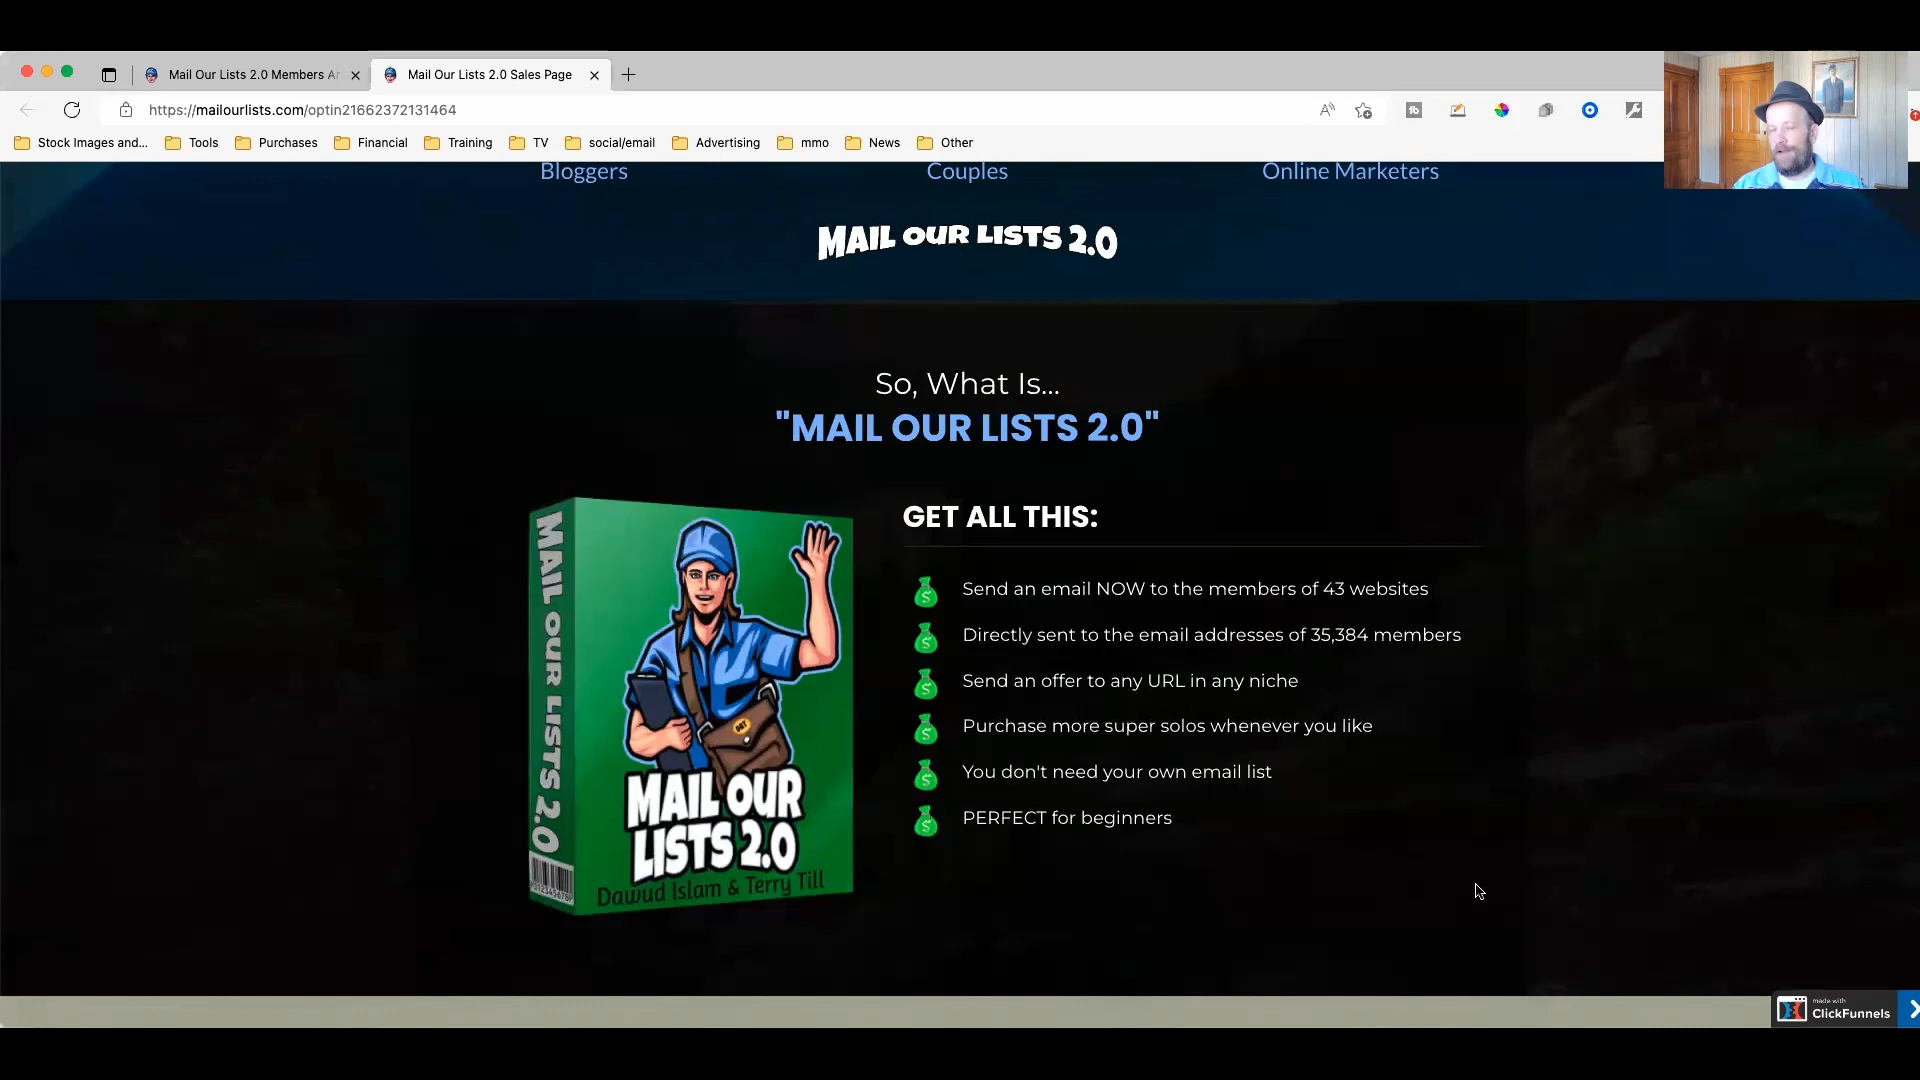 Mail Our Lists 2.0 Members Ar
Mail Our Lists 2.0 Sales Page
https://mailourlists.com/optin21662372131464
Stock Images and...
Tools
Purchases
Financial
Training
TV
social/email
Advertising
mmo
News
Other
Bloggers
Couples
Online Marketers
MAIL OUR LISTS 2.0
So, What Is...
"MAIL OUR LISTS 2.0"
GET ALL THIS:
Send an email NOW to the members of 43 websites
Directly sent to the email addresses of 35,384 members
Send an offer to any URL in any niche
Purchase more super solos whenever you like
You don't need your own email list
PERFECT for beginners
MAIL OUR LISTS 2.0
MAIL OUR
LISTS 2.0
Dawud Islam & Terry Till
made with
ClickFunnels